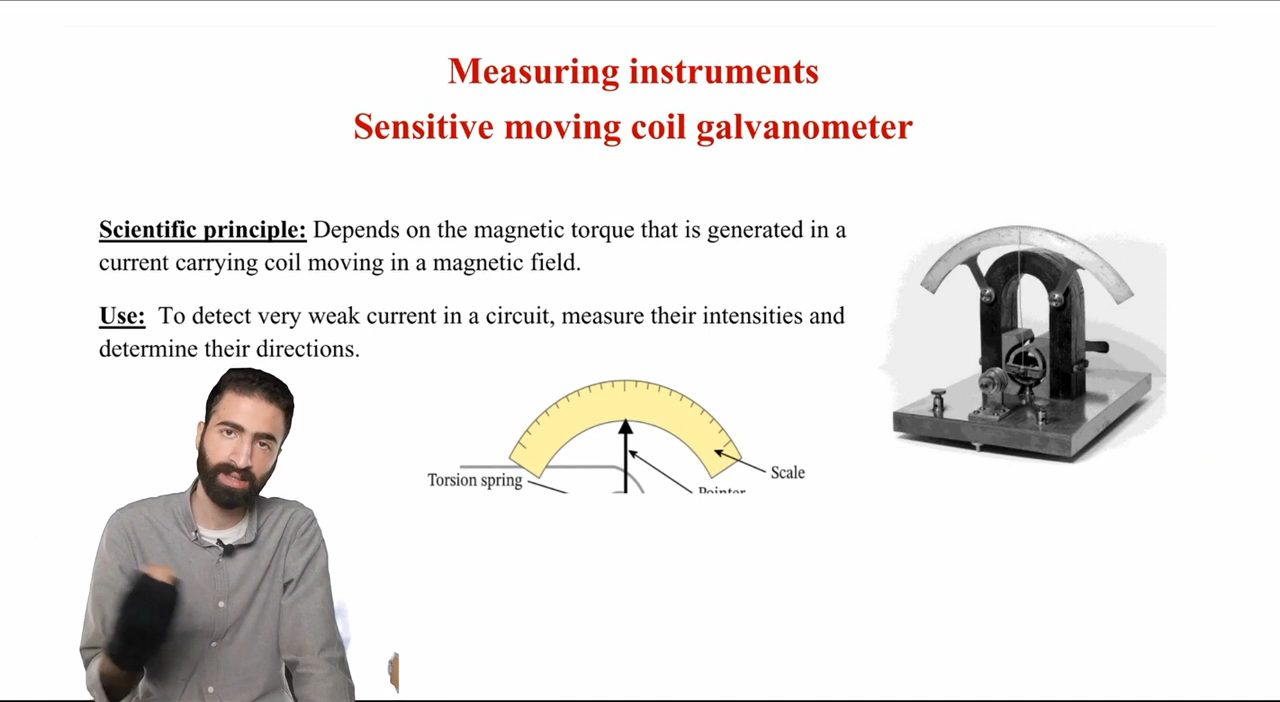 Measuring instruments
Sensitive moving coil galvanometer
Scientific principle: Depends on the magnetic torque that is generated in a
current carrying coil moving in a magnetic field.
Use: To detect very weak current in a circuit, measure their intensities and
determine their directions.
Torsion spring
Scale
Pointer